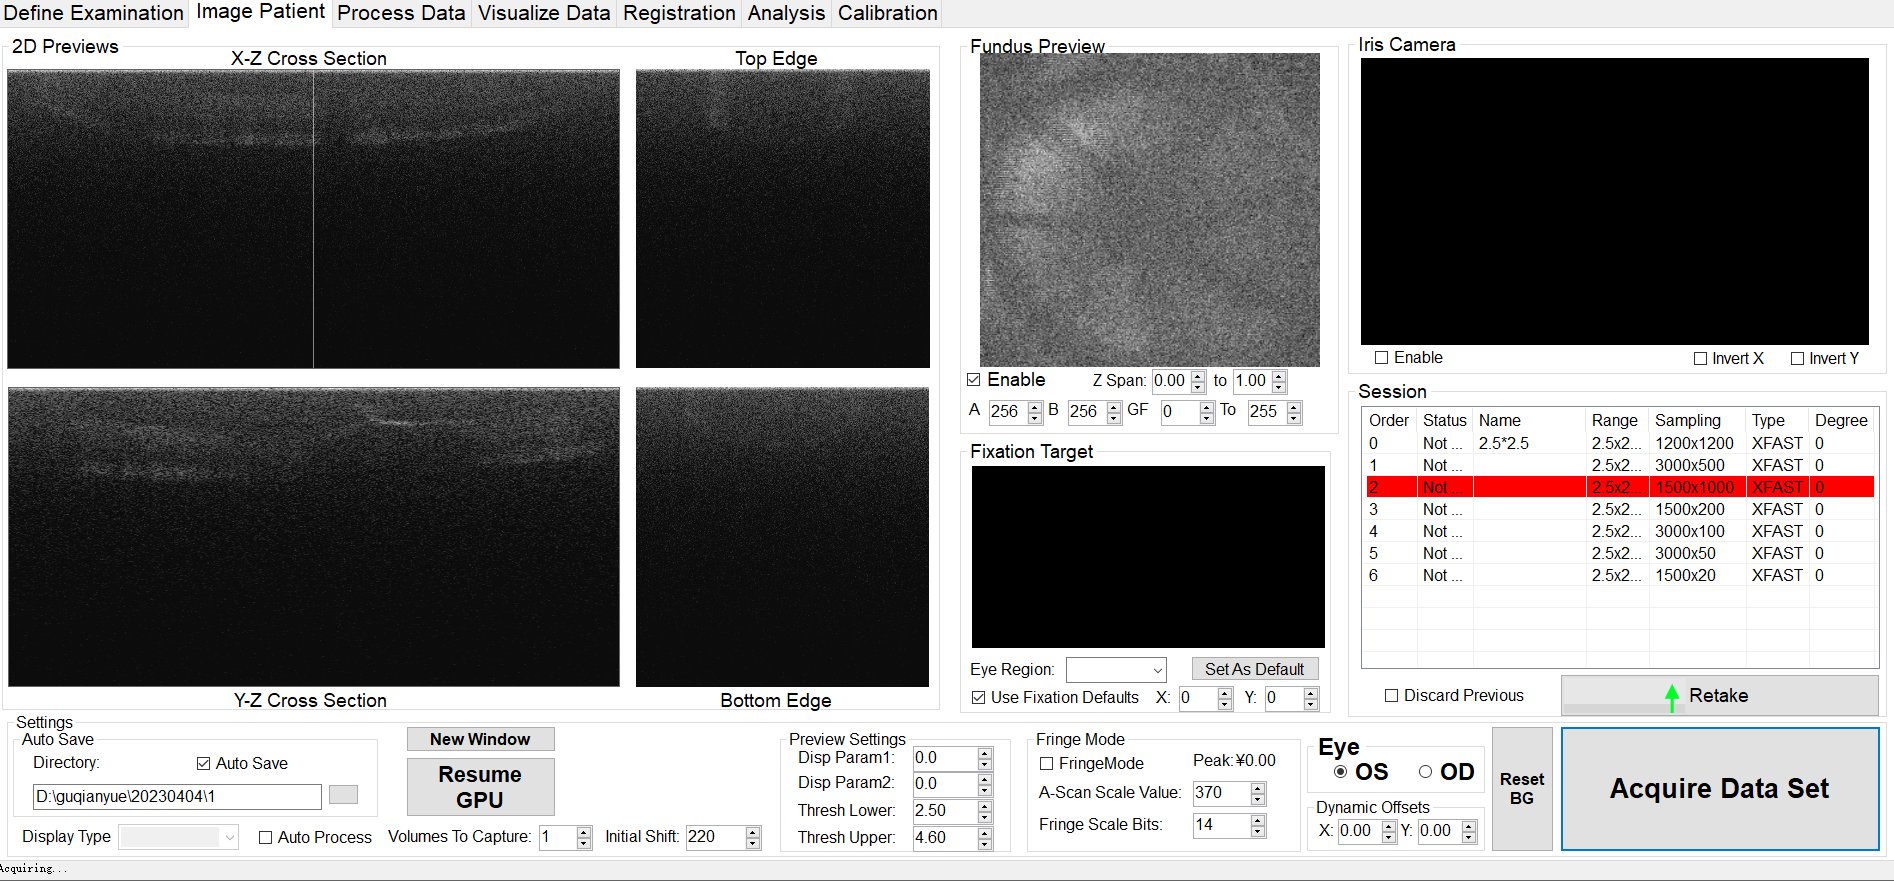 Define Examination Image Patient Process Data Visualize Data Registration Analysis Calibration
2D Previews
X-Z Cross Section
Top Edge
Y-Z Cross Section
Bottom Edge
Fundus Preview
Enable Z Span: 0.00 to 1.00
A 256 B 256 GF 0 To 255
Fixation Target
Eye Region: Set As Default
Use Fixation Defaults X: 0 Y: 0
Iris Camera
Enable Invert X Invert Y
Session
Order Status Name Range Sampling Type Degree
0 Not ... 2.5*2.5 2.5x2... 1200x1200 XFAST 0
1 Not ... 2.5x2... 3000x500 XFAST 0
2 Not ... 2.5x2... 1500x1000 XFAST 0
3 Not ... 2.5x2... 1500x200 XFAST 0
4 Not ... 2.5x2... 3000x100 XFAST 0
5 Not ... 2.5x2... 3000x50 XFAST 0
6 Not ... 2.5x2... 1500x20 XFAST 0
Discard Previous Retake
Settings
Auto Save
Directory: Auto Save
D:\guqianyue\20230404\1
Display Type Auto Process Volumes To Capture: 1 Initial Shift: 220
New Window
Resume
GPU
Preview Settings
Disp Param1: 0.0
Disp Param2: 0.0
Thresh Lower: 2.50
Thresh Upper: 4.60
Fringe Mode
FringeMode Peak:¥0.00
A-Scan Scale Value: 370
Fringe Scale Bits: 14
Eye
OS OD
Dynamic Offsets
X: 0.00 Y: 0.00
Reset
BG
Acquire Data Set
Acquiring...